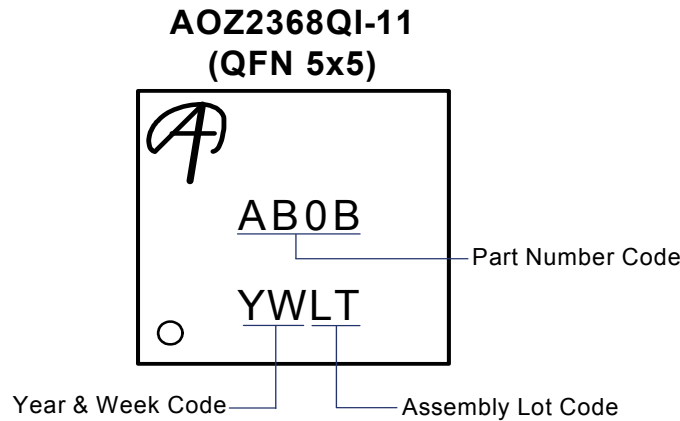 AOZ2368QI-11
(QFN 5x5)
AB0B
Part Number Code
YWLT
Year & Week Code
Assembly Lot Code